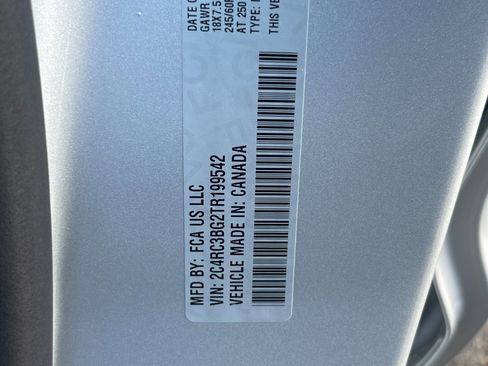 DATE O
GAWR
18X7.5
245/60R
AT 250
TYPE:
THIS VE
MFD BY: FCA US LLC
VIN: 2C4RC3BG2TR199542
VEHICLE MADE IN: CANADA